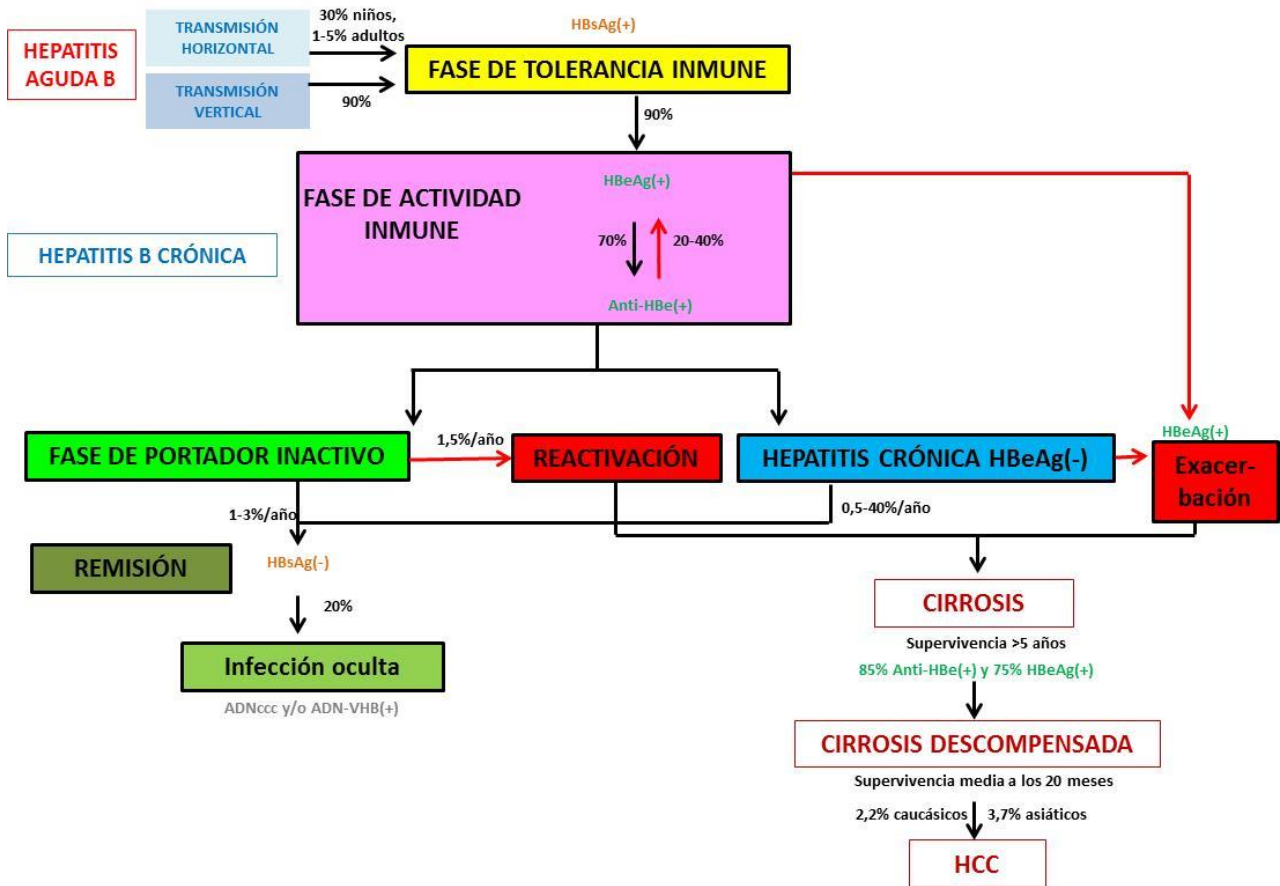 HEPATITIS
AGUDA B
TRANSMISIÓN
HORIZONTAL
30% niños,
1-5% adultos
TRANSMISIÓN
VERTICAL
90%
HBsAg(+)
FASE DE TOLERANCIA INMUNE
90%
HEPATITIS B CRÓNICA
FASE DE ACTIVIDAD
INMUNE
HBeAg(+)
70%
20-40%
Anti-HBe(+)
FASE DE PORTADOR INACTIVO
1,5%/año
REACTIVACIÓN
HEPATITIS CRÓNICA HBeAg(-)
HBeAg(+)
Exacer-
bación
1-3%/año
0,5-40%/año
REMISIÓN
HBsAg(-)
20%
Infección oculta
ADNccc y/o ADN-VHB(+)
CIRROSIS
Supervivencia >5 años
85% Anti-HBe(+) y 75% HBeAg(+)
CIRROSIS DESCOMPENSADA
Supervivencia media a los 20 meses
2,2% caucásicos
3,7% asiáticos
HCC